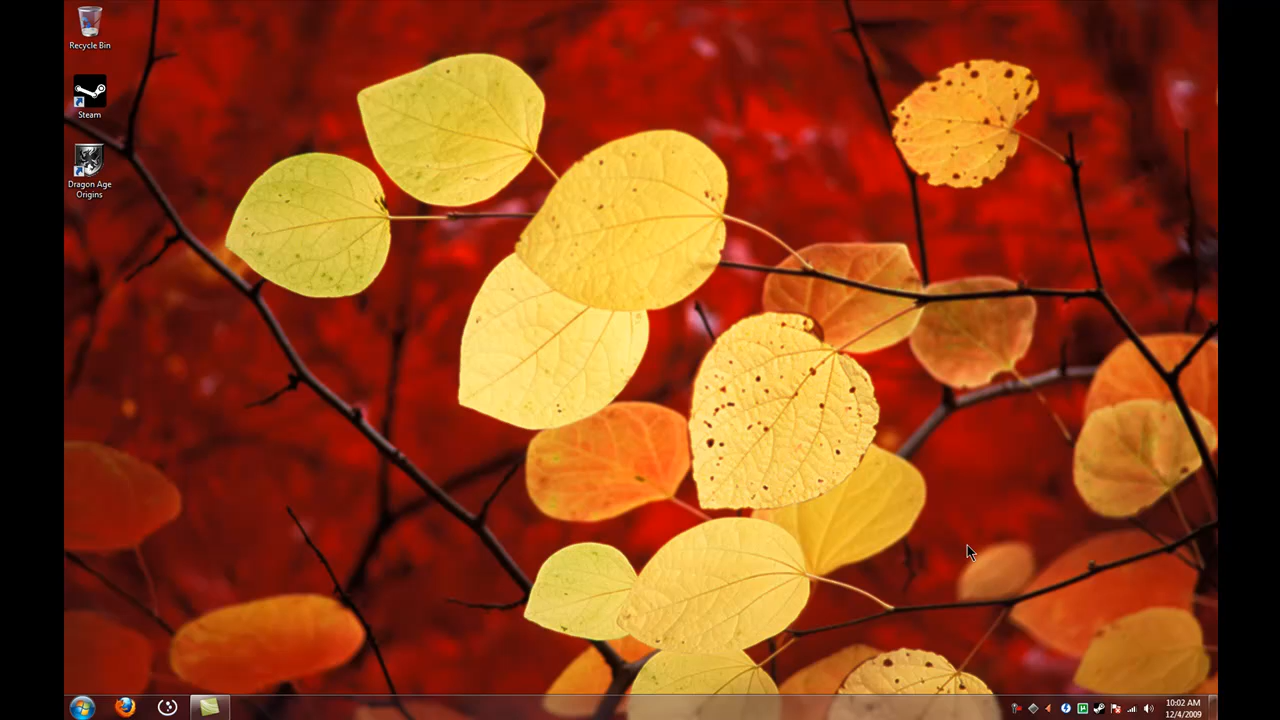 Recycle Bin
Steam
Dragon Age
Origins
10:02 AM
12/4/2009